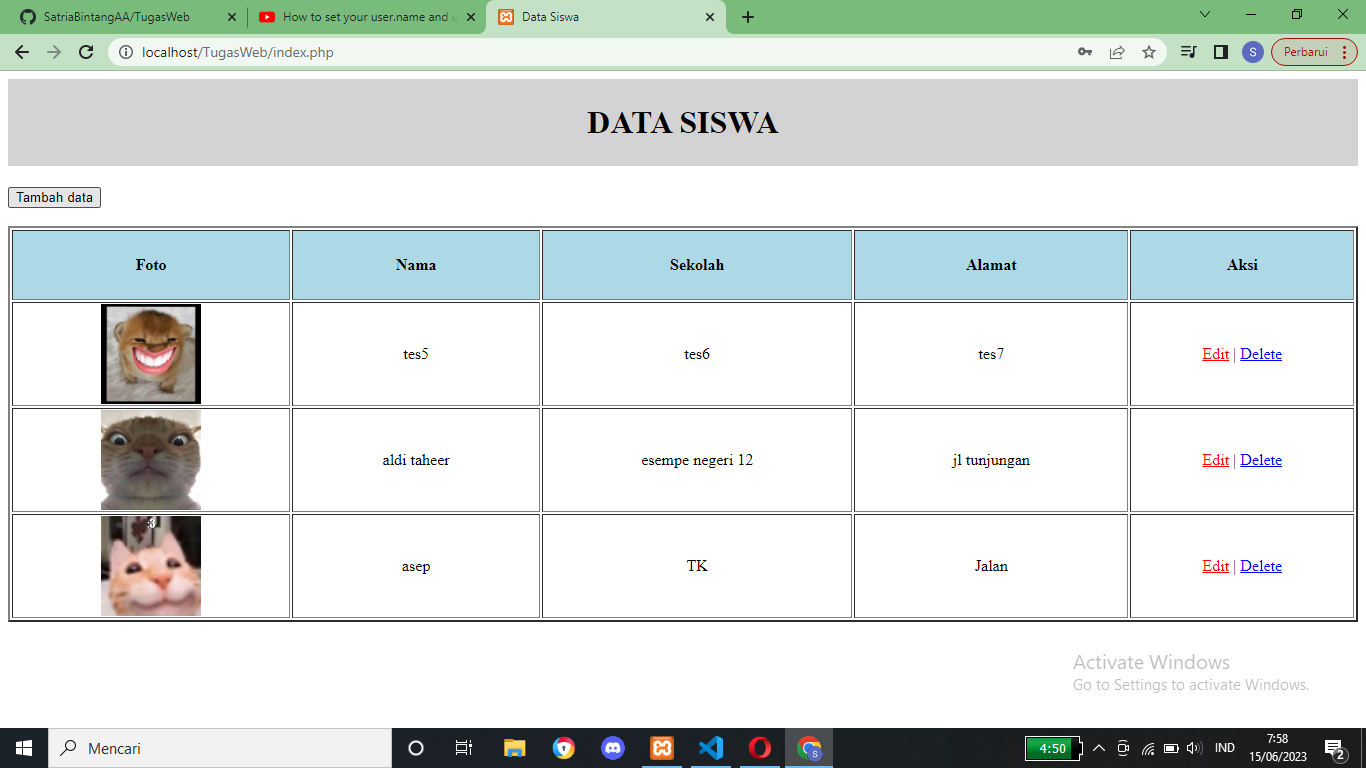 SatriaBintangAA/TugasWeb
How to set your user.name and u
Data Siswa
localhost/TugasWeb/index.php
S
Perbarui
DATA SISWA
Tambah data
Foto Nama Sekolah Alamat Aksi
tes5 tes6 tes7 Edit | Delete
aldi taheer esempe negeri 12 jl tunjungan Edit | Delete
:3
asep TK Jalan Edit | Delete
Activate Windows
Go to Settings to activate Windows.
Mencari
S
4:50
IND
7:58
15/06/2023
2